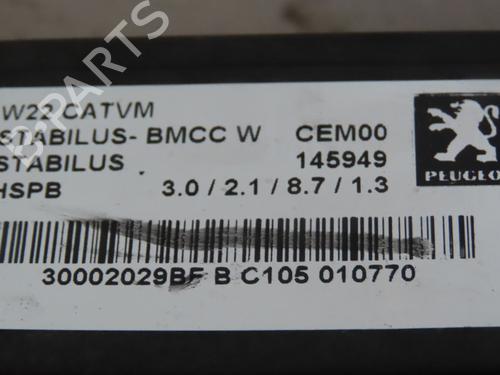 W22 CATVM
STABILUS- BMCC W CEM00
STABILUS 145949
HSPB 3.0 / 2.1 / 8.7 / 1.3
PEUGEO
30002029BF B C105 010770
B-PARTS